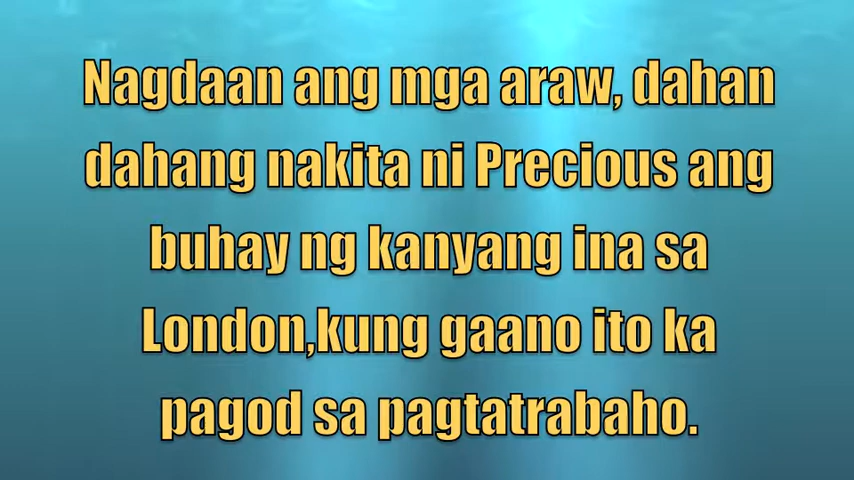 Nagdaan ang mga araw, dahan
dahang nakita ni Precious ang
buhay ng kanyang ina sa
London,kung gaano ito ka
pagod sa pagtatrabaho.